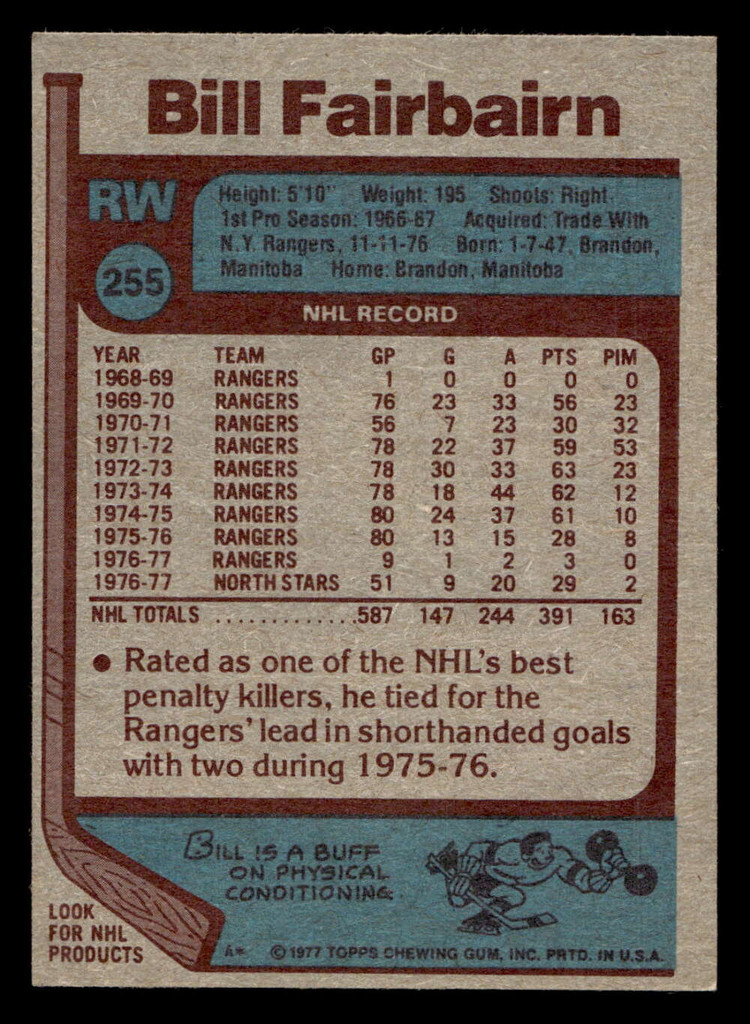 Bill Fairbairn
RW
255
Height: 5'10" Weight: 195 Shoots: Right
1st Pro Season: 1966-67 Acquired: Trade With
N.Y. Rangers, 11-11-76 Born: 1-7-47, Brandon,
Manitoba Home: Brandon, Manitoba
NHL RECORD
YEAR TEAM GP G A PTS PIM
1968-69 RANGERS 1 0 0 0 0
1969-70 RANGERS 76 23 33 56 23
1970-71 RANGERS 56 7 23 30 32
1971-72 RANGERS 78 22 37 59 53
1972-73 RANGERS 78 30 33 63 23
1973-74 RANGERS 78 18 44 62 12
1974-75 RANGERS 80 24 37 61 10
1975-76 RANGERS 80 13 15 28 8
1976-77 RANGERS 9 1 2 3 0
1976-77 NORTH STARS 51 9 20 29 2
NHL TOTALS .............587 147 244 391 163
• Rated as one of the NHL's best
penalty killers, he tied for the
Rangers' lead in shorthanded goals
with two during 1975-76.
BILL IS A BUFF
ON PHYSICAL
CONDITIONING.
LOOK
FOR NHL
PRODUCTS
A* © 1977 TOPPS CHEWING GUM, INC. PRTD. IN U.S.A.